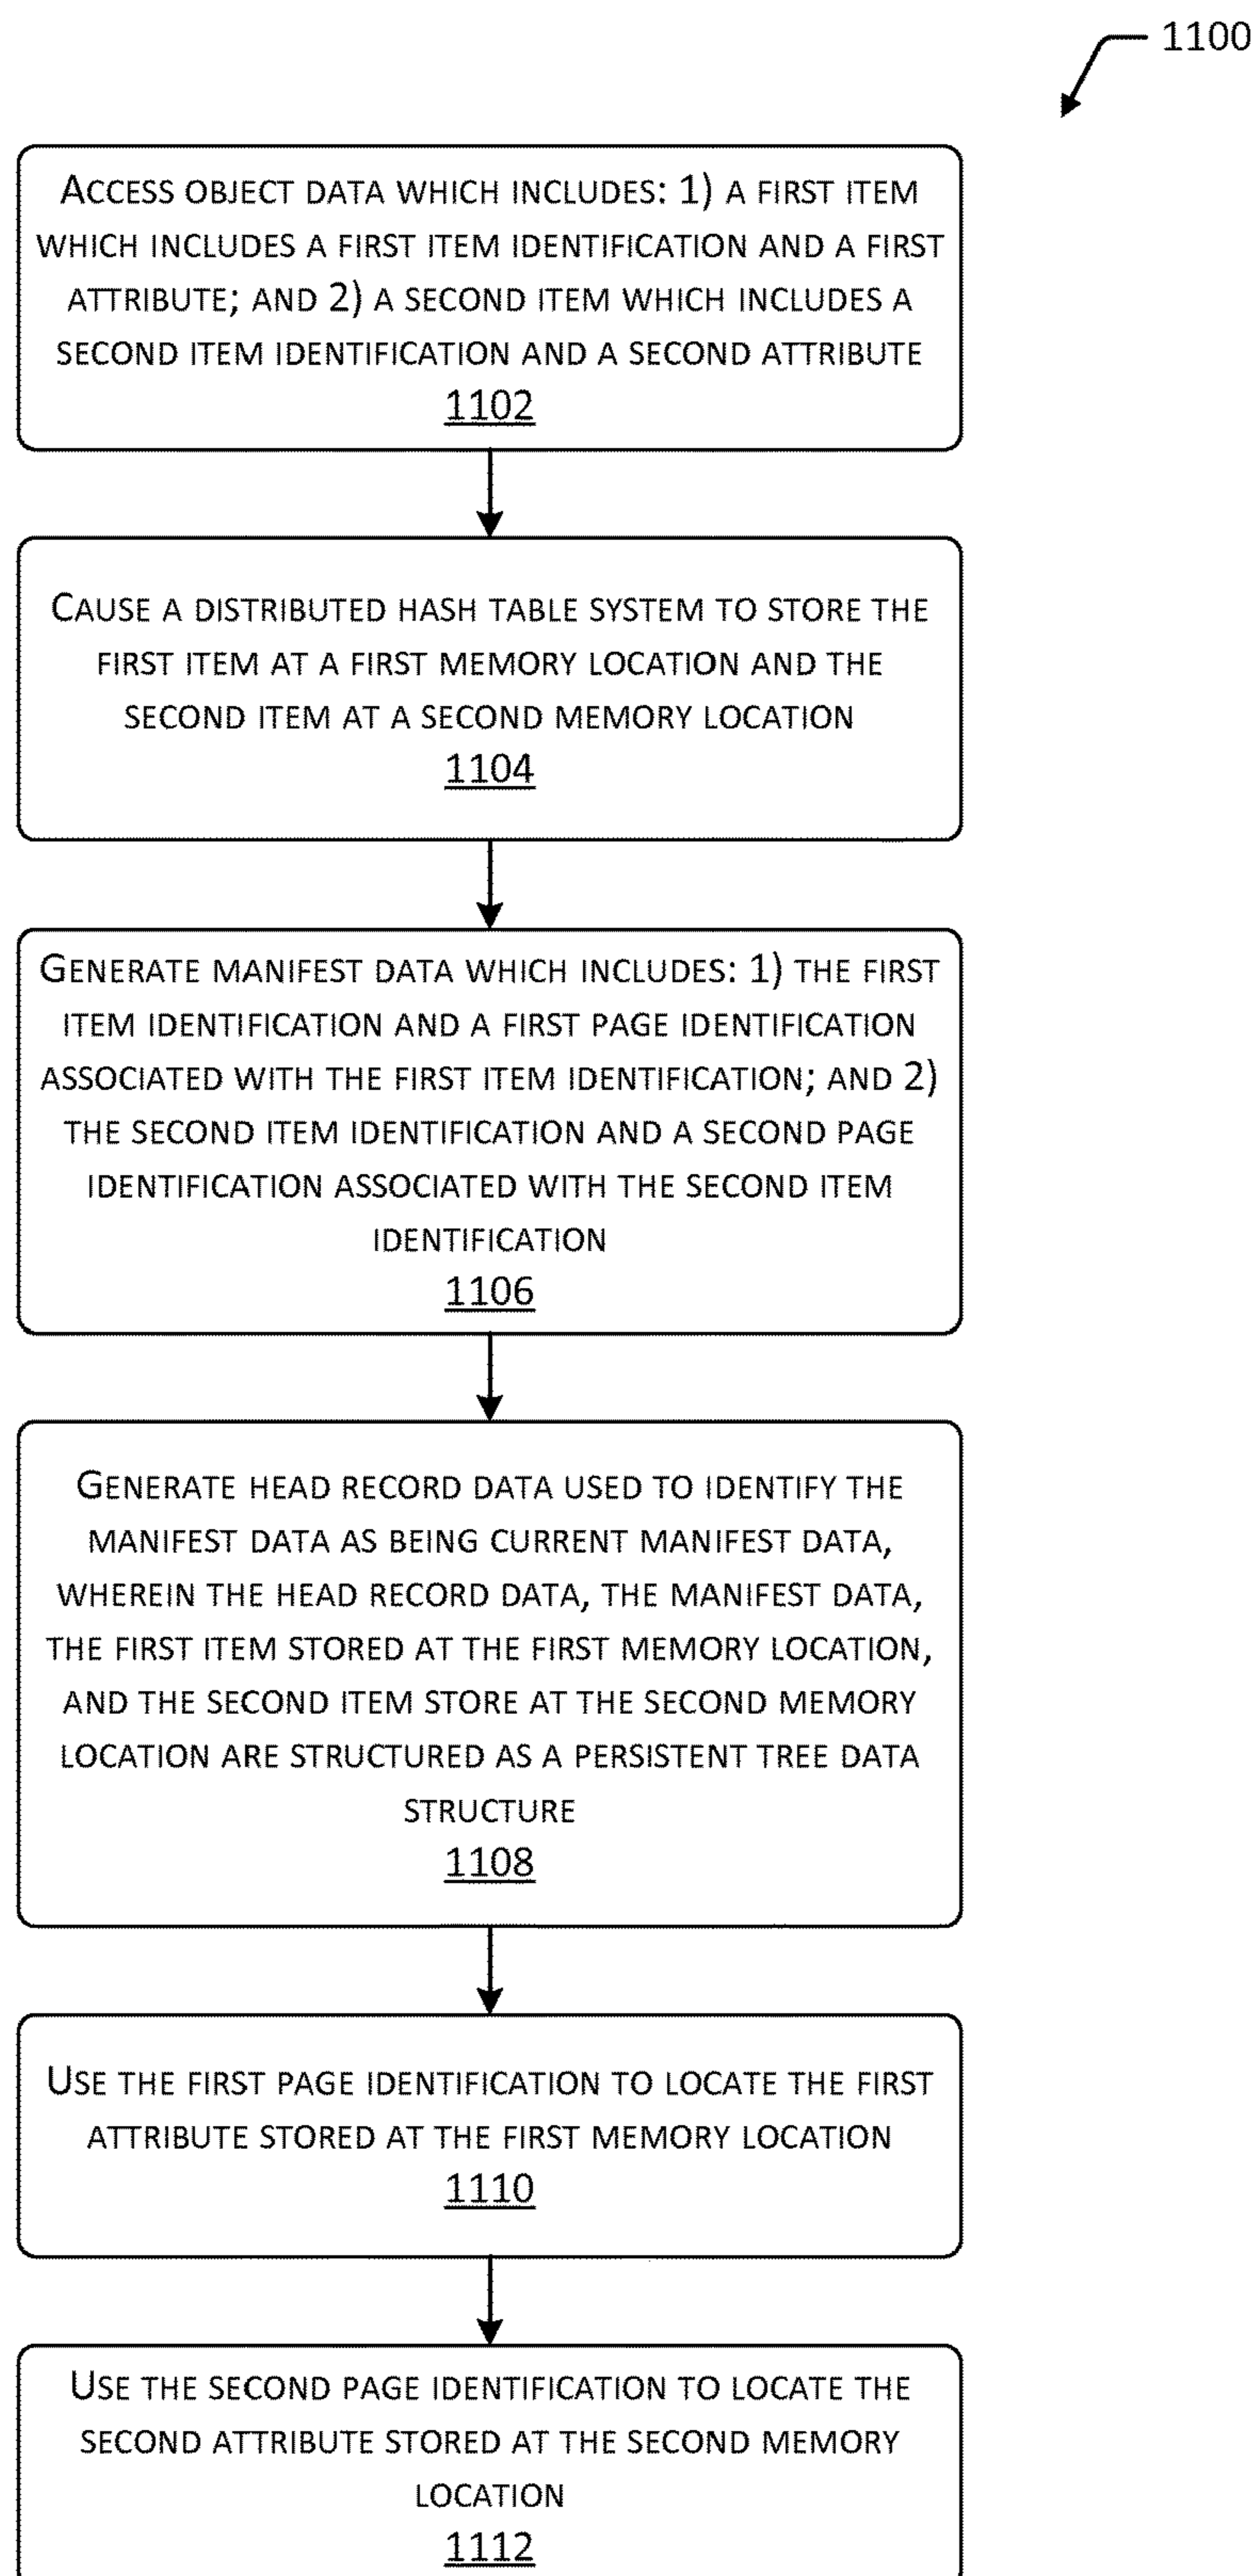 1100
ACCESS OBJECT DATA WHICH INCLUDES: 1) A FIRST ITEM
WHICH INCLUDES A FIRST ITEM IDENTIFICATION AND A FIRST
ATTRIBUTE; AND 2) A SECOND ITEM WHICH INCLUDES A
SECOND ITEM IDENTIFICATION AND A SECOND ATTRIBUTE
1102
CAUSE A DISTRIBUTED HASH TABLE SYSTEM TO STORE THE
FIRST ITEM AT A FIRST MEMORY LOCATION AND THE
SECOND ITEM AT A SECOND MEMORY LOCATION
1104
GENERATE MANIFEST DATA WHICH INCLUDES: 1) THE FIRST
ITEM IDENTIFICATION AND A FIRST PAGE IDENTIFICATION
ASSOCIATED WITH THE FIRST ITEM IDENTIFICATION; AND 2)
THE SECOND ITEM IDENTIFICATION AND A SECOND PAGE
IDENTIFICATION ASSOCIATED WITH THE SECOND ITEM
IDENTIFICATION
1106
GENERATE HEAD RECORD DATA USED TO IDENTIFY THE
MANIFEST DATA AS BEING CURRENT MANIFEST DATA,
WHEREIN THE HEAD RECORD DATA, THE MANIFEST DATA,
THE FIRST ITEM STORED AT THE FIRST MEMORY LOCATION,
AND THE SECOND ITEM STORE AT THE SECOND MEMORY
LOCATION ARE STRUCTURED AS A PERSISTENT TREE DATA
STRUCTURE
1108
USE THE FIRST PAGE IDENTIFICATION TO LOCATE THE FIRST
ATTRIBUTE STORED AT THE FIRST MEMORY LOCATION
1110
USE THE SECOND PAGE IDENTIFICATION TO LOCATE THE
SECOND ATTRIBUTE STORED AT THE SECOND MEMORY
LOCATION
1112